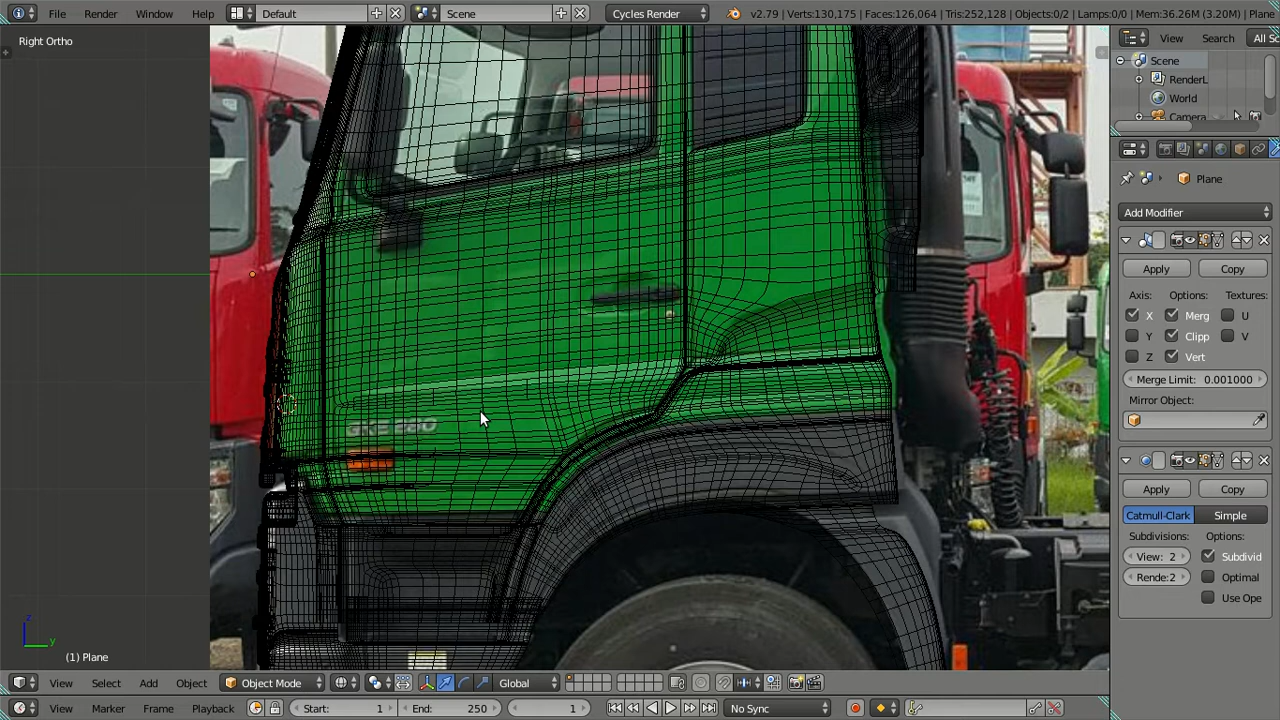 File Render Window Help Default Scene Cycles Render v2.79 | Verts:130,175 | Faces:126,064 | Tris:252,128 | Objects:0/2 | Lamps:0/0 | Mem:36.26M (3.20M) | Plane
Right Ortho
View Search All Sc
Scene
RenderL
World
Camera
Plane
Add Modifier
Apply Copy
Axis: Options: Textures:
X Merg U
Y Clipp V
Z Vert
Merge Limit: 0.001000
Mirror Object:
Apply Copy
Catmull-Clark Simple
Subdivisions: Options:
View: 2 Subdivid
Rende:2 Optimal
Use Ope
z
y
(1) Plane
View Select Add Object Object Mode Global
View Marker Frame Playback Start: 1 End: 250 1 No Sync